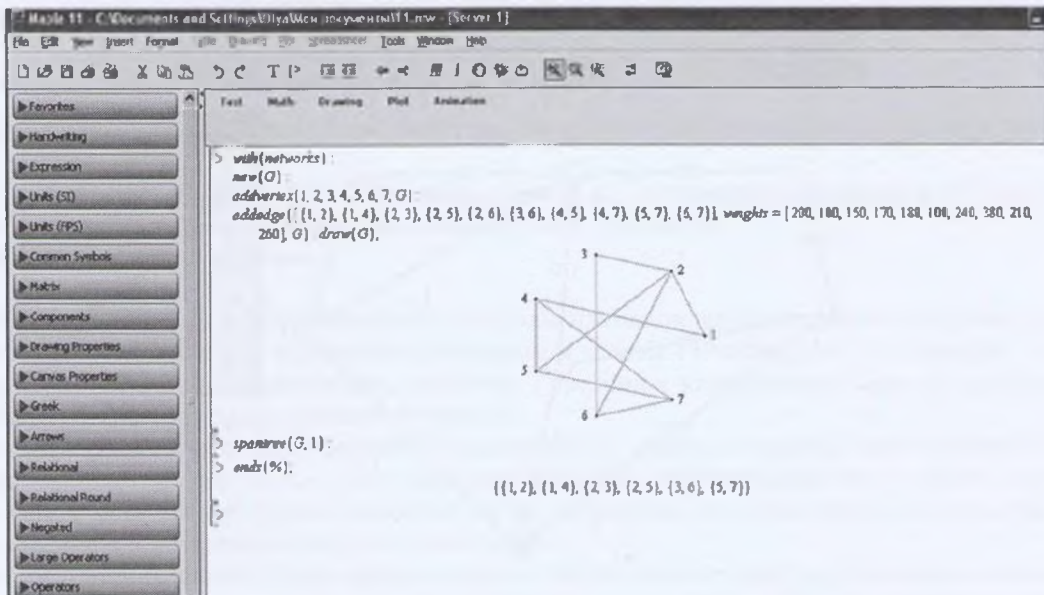 Maple 11 - C:\Documents and Settings\Olya\Мои документы\11.mw - [Server 1]
File Edit View Insert Format Drawing Plot Spreadsheet Tools Window Help
Text Math Drawing Plot Animation
Favorites
Handwriting
Expression
Units (SI)
Units (FPS)
Common Symbols
Matrix
Components
Drawing Properties
Canvas Properties
Greek
Arrows
Relational
Relational Round
Negated
Large Operators
Operators
> with(networks):
new(G):
addvertex(1, 2, 3, 4, 5, 6, 7, G):
addedge([{1, 2}, {1, 4}, {2, 3}, {2, 5}, {2, 6}, {3, 6}, {4, 5}, {4, 7}, {5, 7}, {6, 7}], weights = [200, 180, 150, 170, 188, 100, 240, 380, 210,
260], G): draw(G);
3
2
4
1
5
7
6
> spantree(G, 1):
> ends(%);
{{1, 2}, {1, 4}, {2, 3}, {2, 5}, {3, 6}, {5, 7}}
>